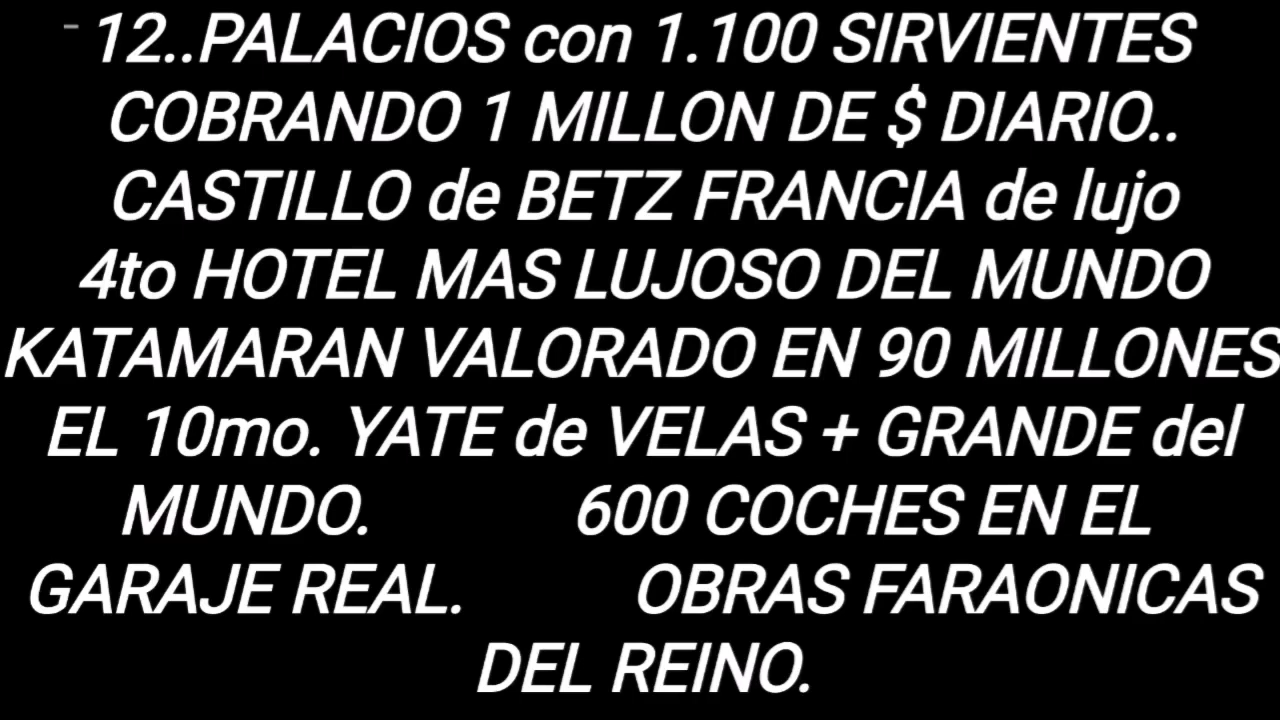 - 12..PALACIOS con 1.100 SIRVIENTES
COBRANDO 1 MILLON DE $ DIARIO..
CASTILLO de BETZ FRANCIA de lujo
4to HOTEL MAS LUJOSO DEL MUNDO
KATAMARAN VALORADO EN 90 MILLONES
EL 10mo. YATE de VELAS + GRANDE del
MUNDO. 600 COCHES EN EL
GARAJE REAL. OBRAS FARAONICAS
DEL REINO.